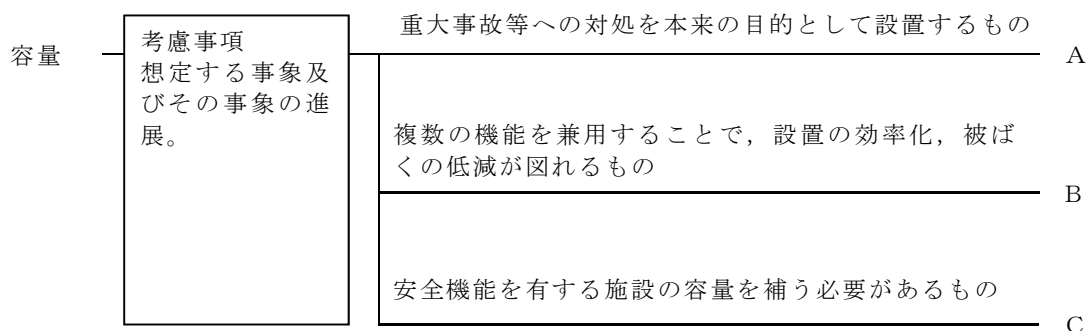 容量
考慮事項
想定する事象及
びその事象の進
展。
重大事故等への対処を本来の目的として設置するもの
A
複数の機能を兼用することで，設置の効率化，被ば
くの低減が図れるもの
B
安全機能を有する施設の容量を補う必要があるもの
C